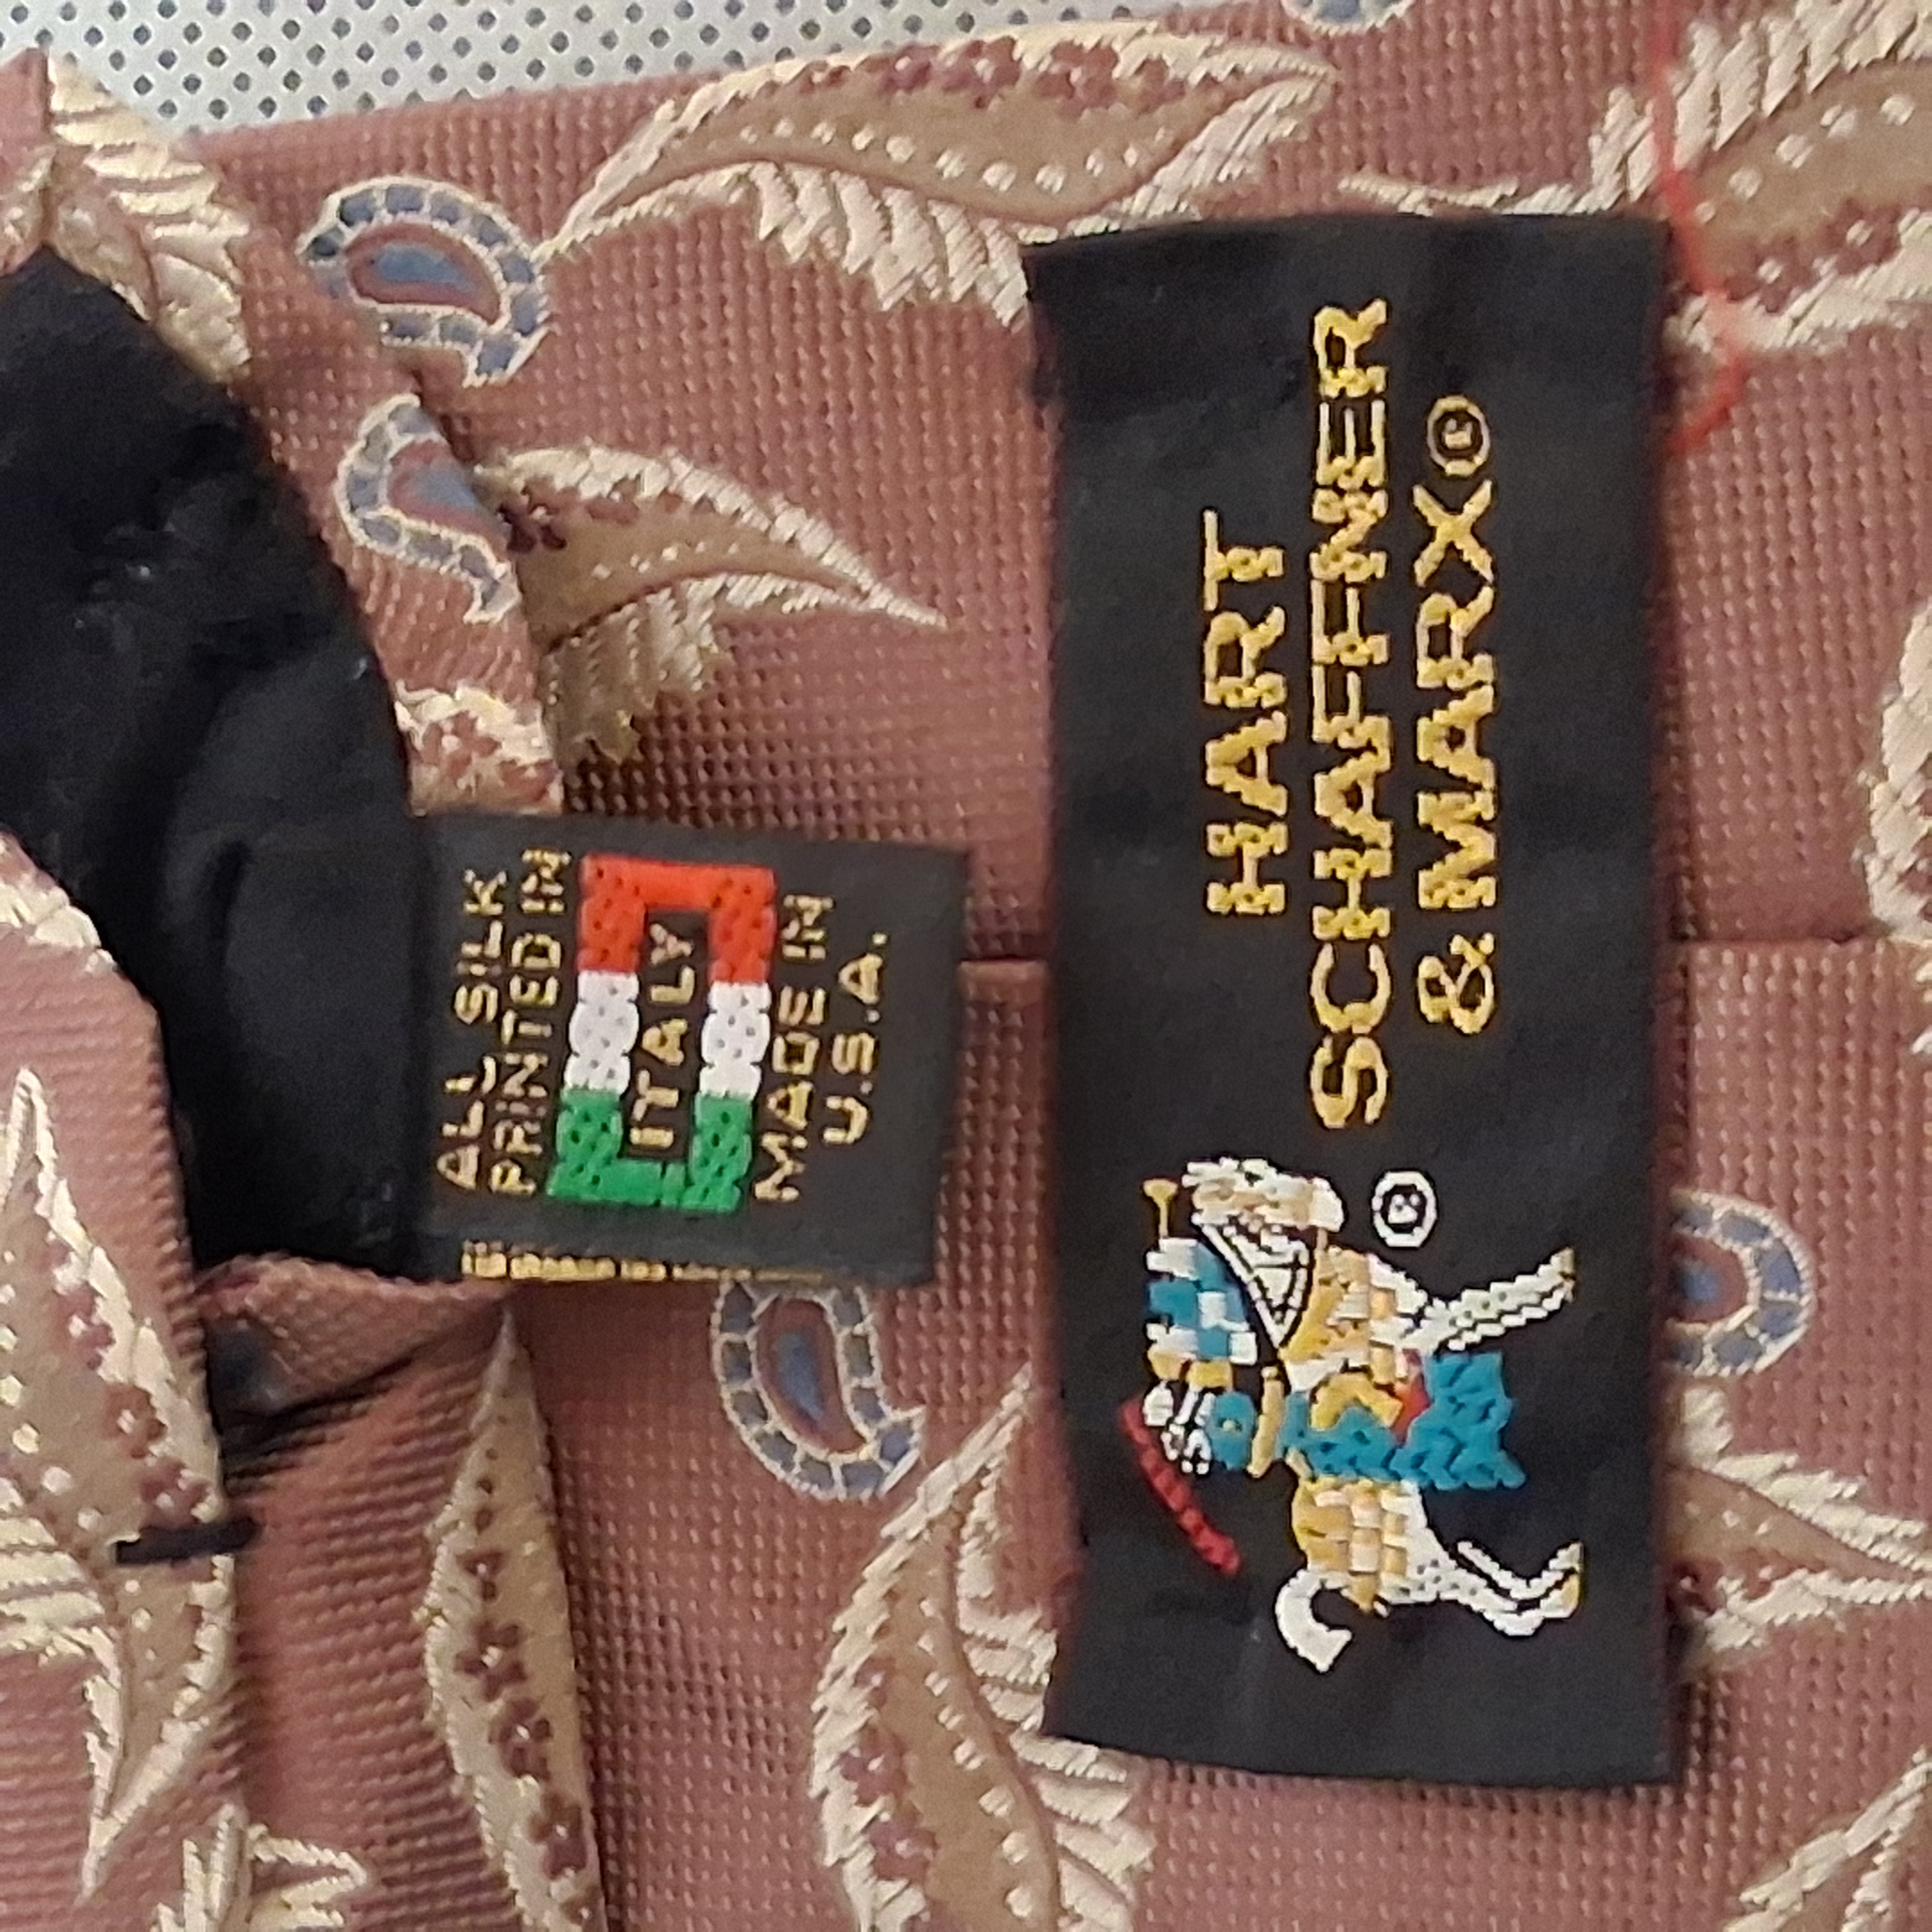 ALL SILK
PRINTED IN
ITALY
MADE IN
U.S.A.
HART
SCHAFFNER
& MARX®
®